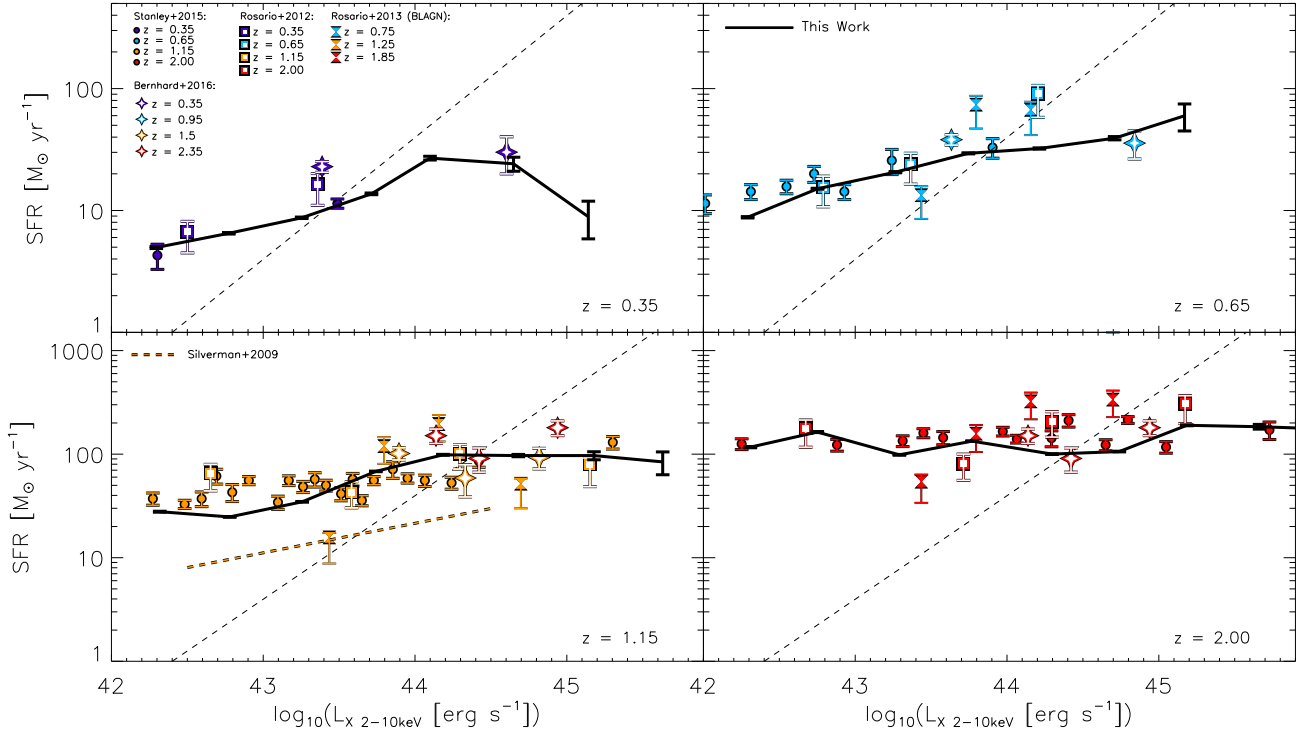 Stanley+2015:
z = 0.35
z = 0.65
z = 1.15
z = 2.00
Rosario+2012:
z = 0.35
z = 0.65
z = 1.15
z = 2.00
Rosario+2013 (BLAGN):
z = 0.75
z = 1.25
z = 1.85
Bernhard+2016:
z = 0.35
z = 0.95
z = 1.5
z = 2.35
This Work
100
10
1
SFR [M⊙ yr⁻¹]
z = 0.35
z = 0.65
Silverman+2009
1000
100
10
1
SFR [M⊙ yr⁻¹]
z = 1.15
z = 2.00
42 43 44 45 43 44 45
log₁₀(L_X 2−10keV [erg s⁻¹]) log₁₀(L_X 2−10keV [erg s⁻¹])